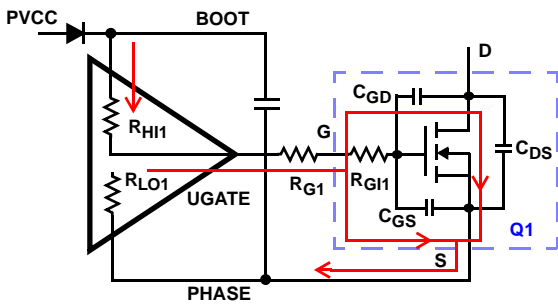 PVCC
BOOT
D
CGD
G
RHI1
CDS
RLO1
RG1
RGI1
UGATE
CGS
Q1
S
PHASE